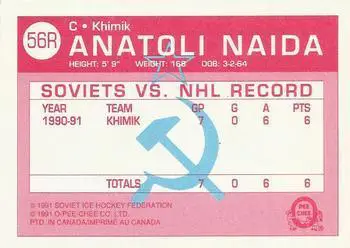 56R
C • Khimik
ANATOLI NAIDA
HEIGHT: 5' 9" WEIGHT: 168 DOB: 3-2-64
SOVIETS VS. NHL RECORD
YEAR TEAM GP G A PTS
1990-91 KHIMIK 7 0 6 6
TOTALS 7 0 6 6
© 1991 SOVIET ICE HOCKEY FEDERATION
© 1991 O-PEE-CHEE CO. LTD.
PTD. IN CANADA/IMPRIMÉ AU CANADA
O PEE CHEE